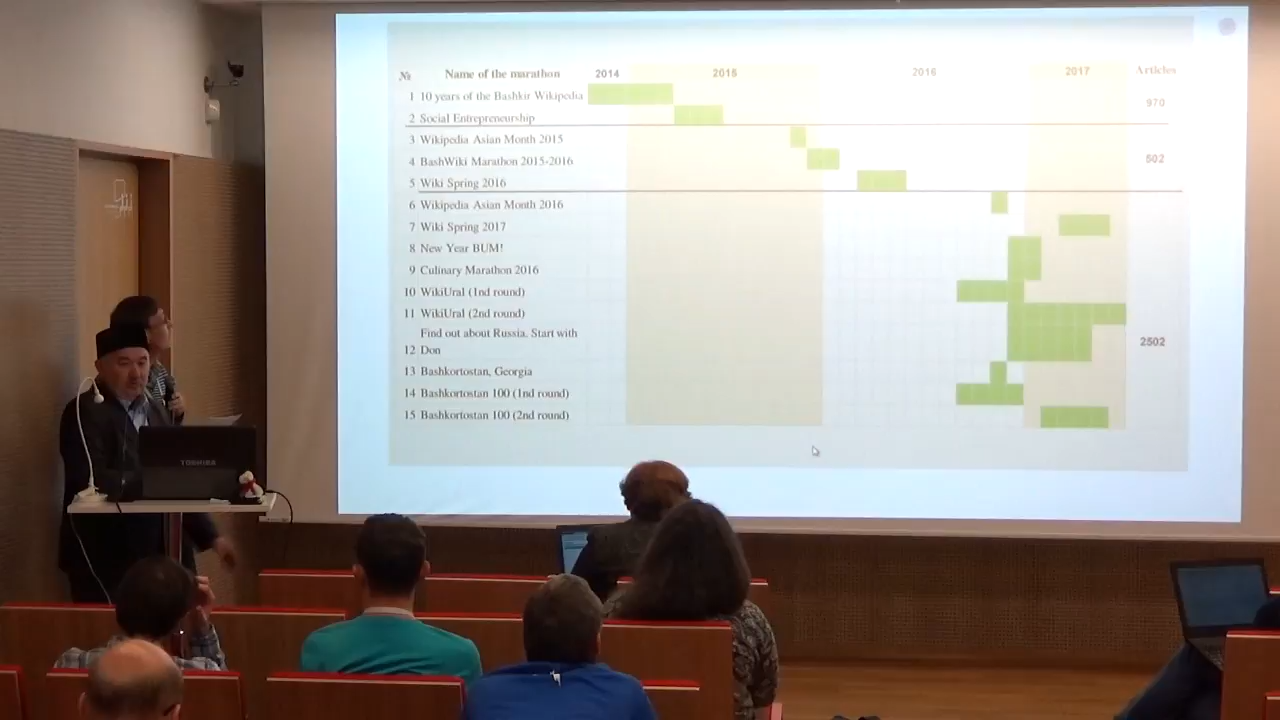 № Name of the marathon 2014 2015 2016 2017 Articles
1 10 years of the Bashkir Wikipedia
970
2 Social Entrepreneurship
3 Wikipedia Asian Month 2015
4 BashWiki Marathon 2015-2016
502
5 Wiki Spring 2016
6 Wikipedia Asian Month 2016
7 Wiki Spring 2017
8 New Year BUM!
9 Culinary Marathon 2016
10 WikiUral (1nd round)
11 WikiUral (2nd round)
Find out about Russia. Start with
12 Don
2502
13 Bashkortostan, Georgia
14 Bashkortostan 100 (1nd round)
15 Bashkortostan 100 (2nd round)
TOSHIBA